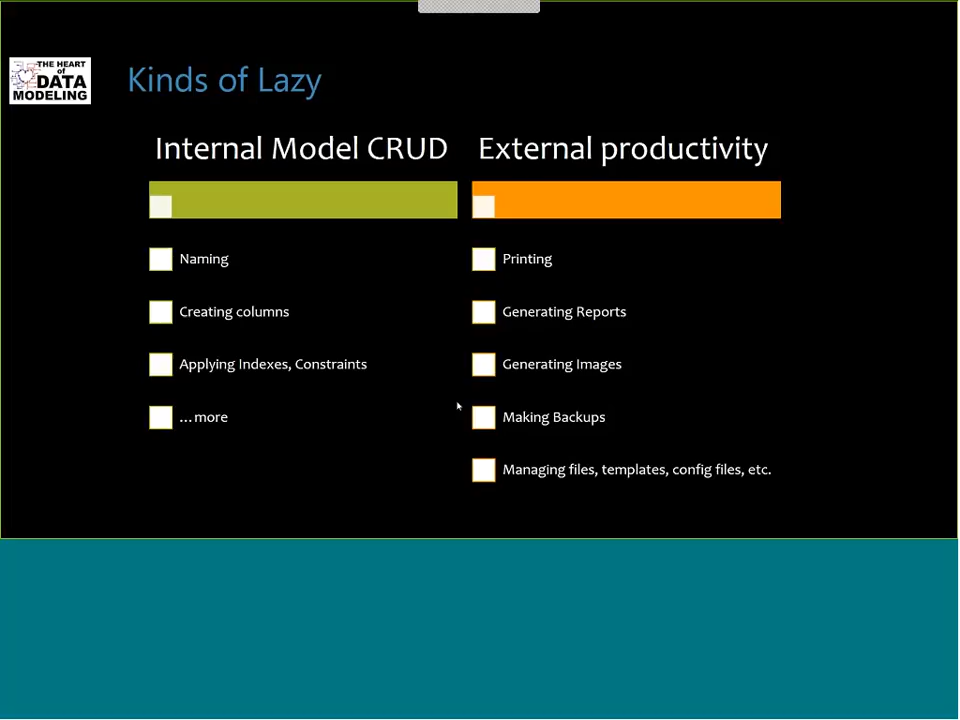 THE HEART
of
DATA
MODELING
Kinds of Lazy
Internal Model CRUD
Naming
Creating columns
Applying Indexes, Constraints
...more
External productivity
Printing
Generating Reports
Generating Images
Making Backups
Managing files, templates, config files, etc.